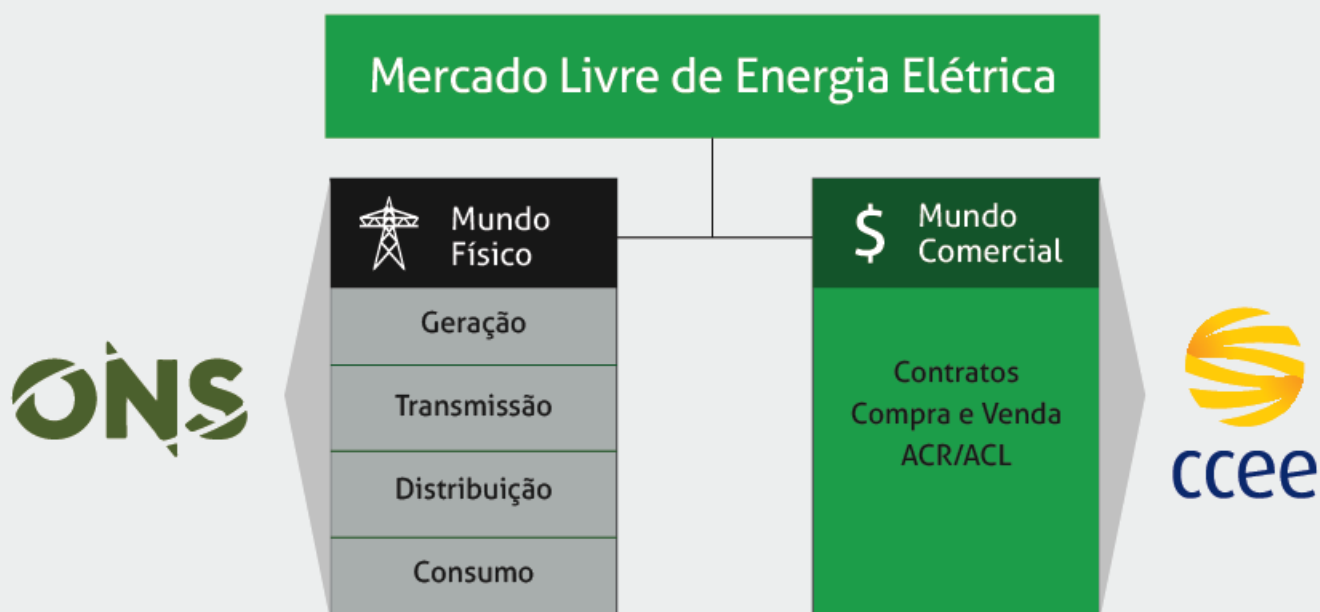 Mercado Livre de Energia Elétrica
Mundo
Físico
Geração
Transmissão
Distribuição
Consumo
$ Mundo
Comercial
Contratos
Compra e Venda
ACR/ACL
ONS
ccee